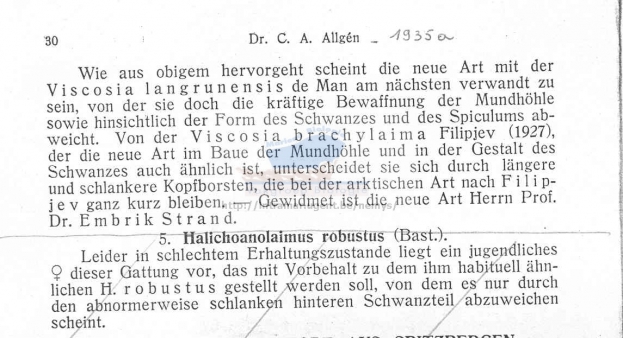 30 Dr. C. A. Allgén _ 1935a
Wie aus obigem hervorgeht scheint die neue Art mit der
Viscosia langrunensis de Man am nächsten verwandt zu
sein, von der sie doch die kräftige Bewaffnung der Mundhöhle
sowie hinsichtlich der Form des Schwanzes und des Spiculums ab-
weicht. Von der Viscosia brachylaima Filipjev (1927),
der die neue Art im Baue der Mundhöhle und in der Gestalt des
Schwanzes auch ähnlich ist, unterscheidet sie sich durch längere
und schlankere Kopfborsten, die bei der arktischen Art nach Filip-
jev ganz kurz bleiben. — Gewidmet ist die neue Art Herrn Prof.
Dr. Embrik Strand.
5. Halichoanolaimus robustus (Bast.).
Leider in schlechtem Erhaltungszustande liegt ein jugendliches
♀ dieser Gattung vor, das mit Vorbehalt zu dem ihm habituell ähn-
lichen H. robustus gestellt werden soll, von dem es nur durch
den abnormerweise schlanken hinteren Schwanzteil abzuweichen
scheint.